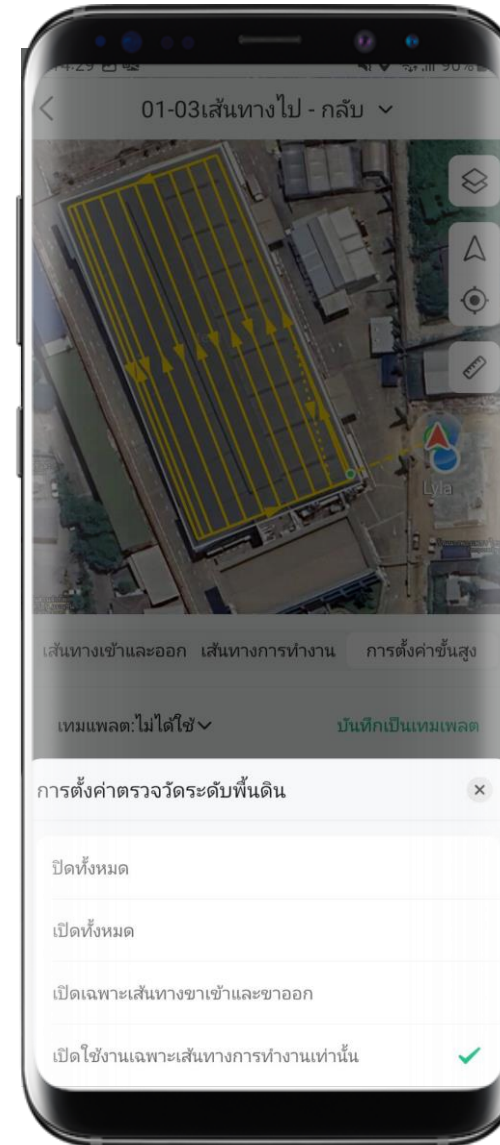 14:29
90%
01-03เส้นทางไป - กลับ
Lyla
เส้นทางเข้าและออก เส้นทางการทำงาน การตั้งค่าขั้นสูง
เทมแพลต:ไม่ได้ใช้ บันทึกเป็นเทมเพลต
การตั้งค่าตรวจวัดระดับพื้นดิน
ปิดทั้งหมด
เปิดทั้งหมด
เปิดเฉพาะเส้นทางขาเข้าและขาออก
เปิดใช้งานเฉพาะเส้นทางการทำงานเท่านั้น